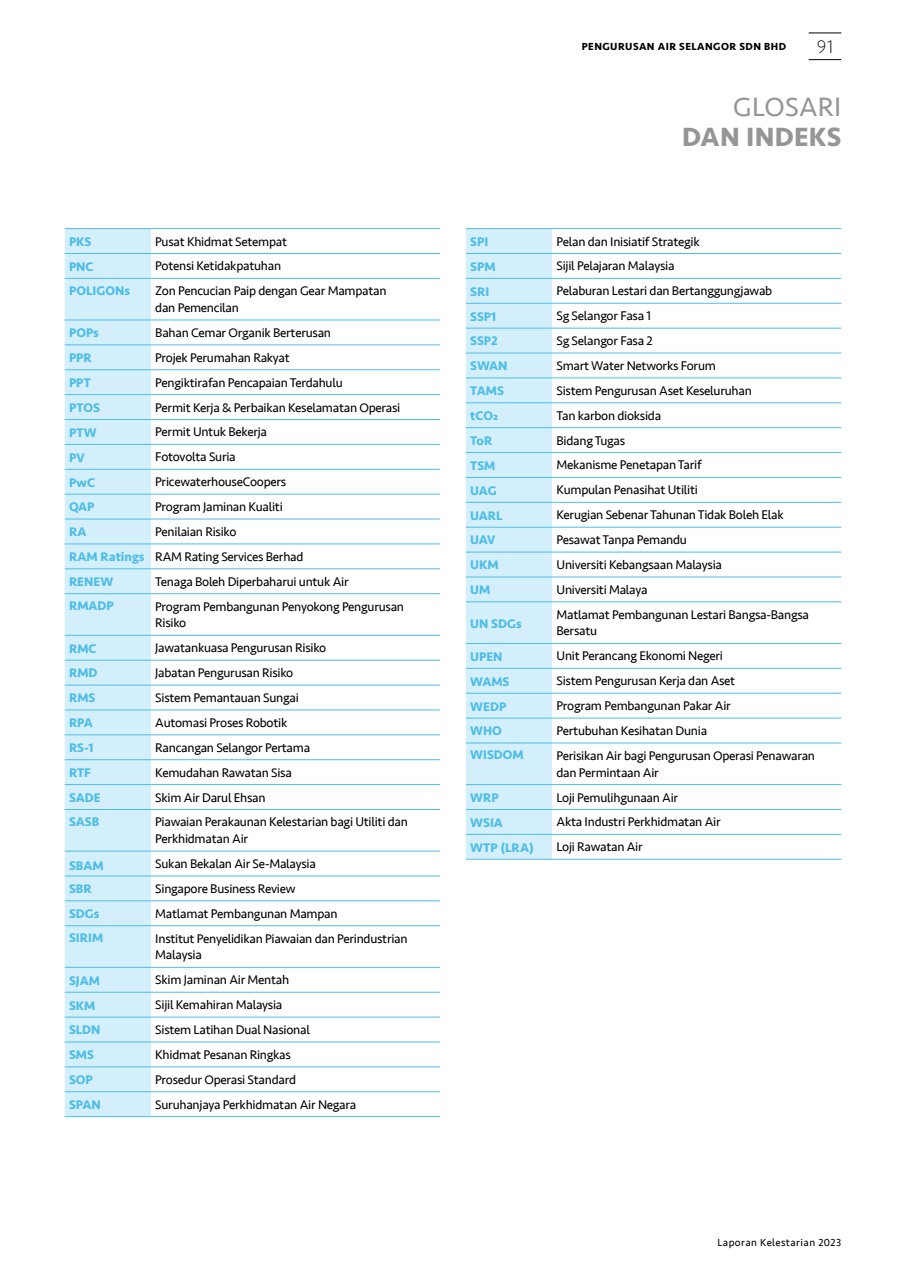 PENGURUSAN AIR SELANGOR SDN BHD 91
GLOSARI
DAN INDEKS
PKS Pusat Khidmat Setempat
PNC Potensi Ketidakpatuhan
POLIGONs Zon Pencucian Paip dengan Gear Mampatan
dan Pemencilan
POPs Bahan Cemar Organik Berterusan
PPR Projek Perumahan Rakyat
PPT Pengiktirafan Pencapaian Terdahulu
PTOS Permit Kerja & Perbaikan Keselamatan Operasi
PTW Permit Untuk Bekerja
PV Fotovolta Suria
PwC PricewaterhouseCoopers
QAP Program Jaminan Kualiti
RA Penilaian Risiko
RAM Ratings RAM Rating Services Berhad
RENEW Tenaga Boleh Diperbaharui untuk Air
RMADP Program Pembangunan Penyokong Pengurusan
Risiko
RMC Jawatankuasa Pengurusan Risiko
RMD Jabatan Pengurusan Risiko
RMS Sistem Pemantauan Sungai
RPA Automasi Proses Robotik
RS-1 Rancangan Selangor Pertama
RTF Kemudahan Rawatan Sisa
SADE Skim Air Darul Ehsan
SASB Piawaian Perakaunan Kelestarian bagi Utiliti dan
Perkhidmatan Air
SBAM Sukan Bekalan Air Se-Malaysia
SBR Singapore Business Review
SDGs Matlamat Pembangunan Mampan
SIRIM Institut Penyelidikan Piawaian dan Perindustrian
Malaysia
SJAM Skim Jaminan Air Mentah
SKM Sijil Kemahiran Malaysia
SLDN Sistem Latihan Dual Nasional
SMS Khidmat Pesanan Ringkas
SOP Prosedur Operasi Standard
SPAN Suruhanjaya Perkhidmatan Air Negara
SPI Pelan dan Inisiatif Strategik
SPM Sijil Pelajaran Malaysia
SRI Pelaburan Lestari dan Bertanggungjawab
SSP1 Sg Selangor Fasa 1
SSP2 Sg Selangor Fasa 2
SWAN Smart Water Networks Forum
TAMS Sistem Pengurusan Aset Keseluruhan
tCO₂ Tan karbon dioksida
ToR Bidang Tugas
TSM Mekanisme Penetapan Tarif
UAG Kumpulan Penasihat Utiliti
UARL Kerugian Sebenar Tahunan Tidak Boleh Elak
UAV Pesawat Tanpa Pemandu
UKM Universiti Kebangsaan Malaysia
UM Universiti Malaya
UN SDGs Matlamat Pembangunan Lestari Bangsa-Bangsa
Bersatu
UPEN Unit Perancang Ekonomi Negeri
WAMS Sistem Pengurusan Kerja dan Aset
WEDP Program Pembangunan Pakar Air
WHO Pertubuhan Kesihatan Dunia
WISDOM Perisikan Air bagi Pengurusan Operasi Penawaran
dan Permintaan Air
WRP Loji Pemulihgunaan Air
WSIA Akta Industri Perkhidmatan Air
WTP (LRA) Loji Rawatan Air
Laporan Kelestarian 2023